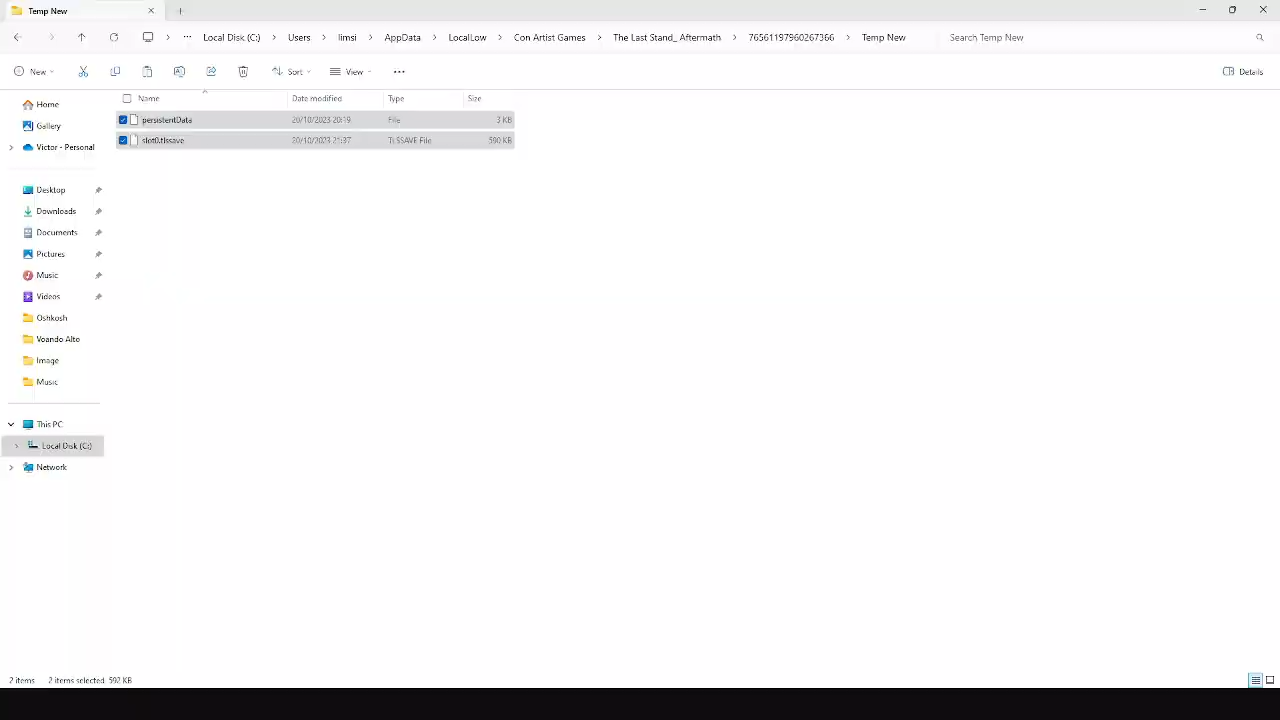 Temp New
Local Disk (C:) Users limsi AppData LocalLow Con Artist Games The Last Stand_ Aftermath 76561197960267366 Temp New Search Temp New
New Sort View Details
Name Date modified Type Size
Home
persistentData 20/10/2023 20:19 File 3 KB
Gallery
slot0.tlssave 20/10/2023 21:37 TLSSAVE File 590 KB
Victor - Personal
Desktop
Downloads
Documents
Pictures
Music
Videos
Oshkosh
Voando Alto
Image
Music
This PC
Local Disk (C:)
Network
2 items 2 items selected 592 KB